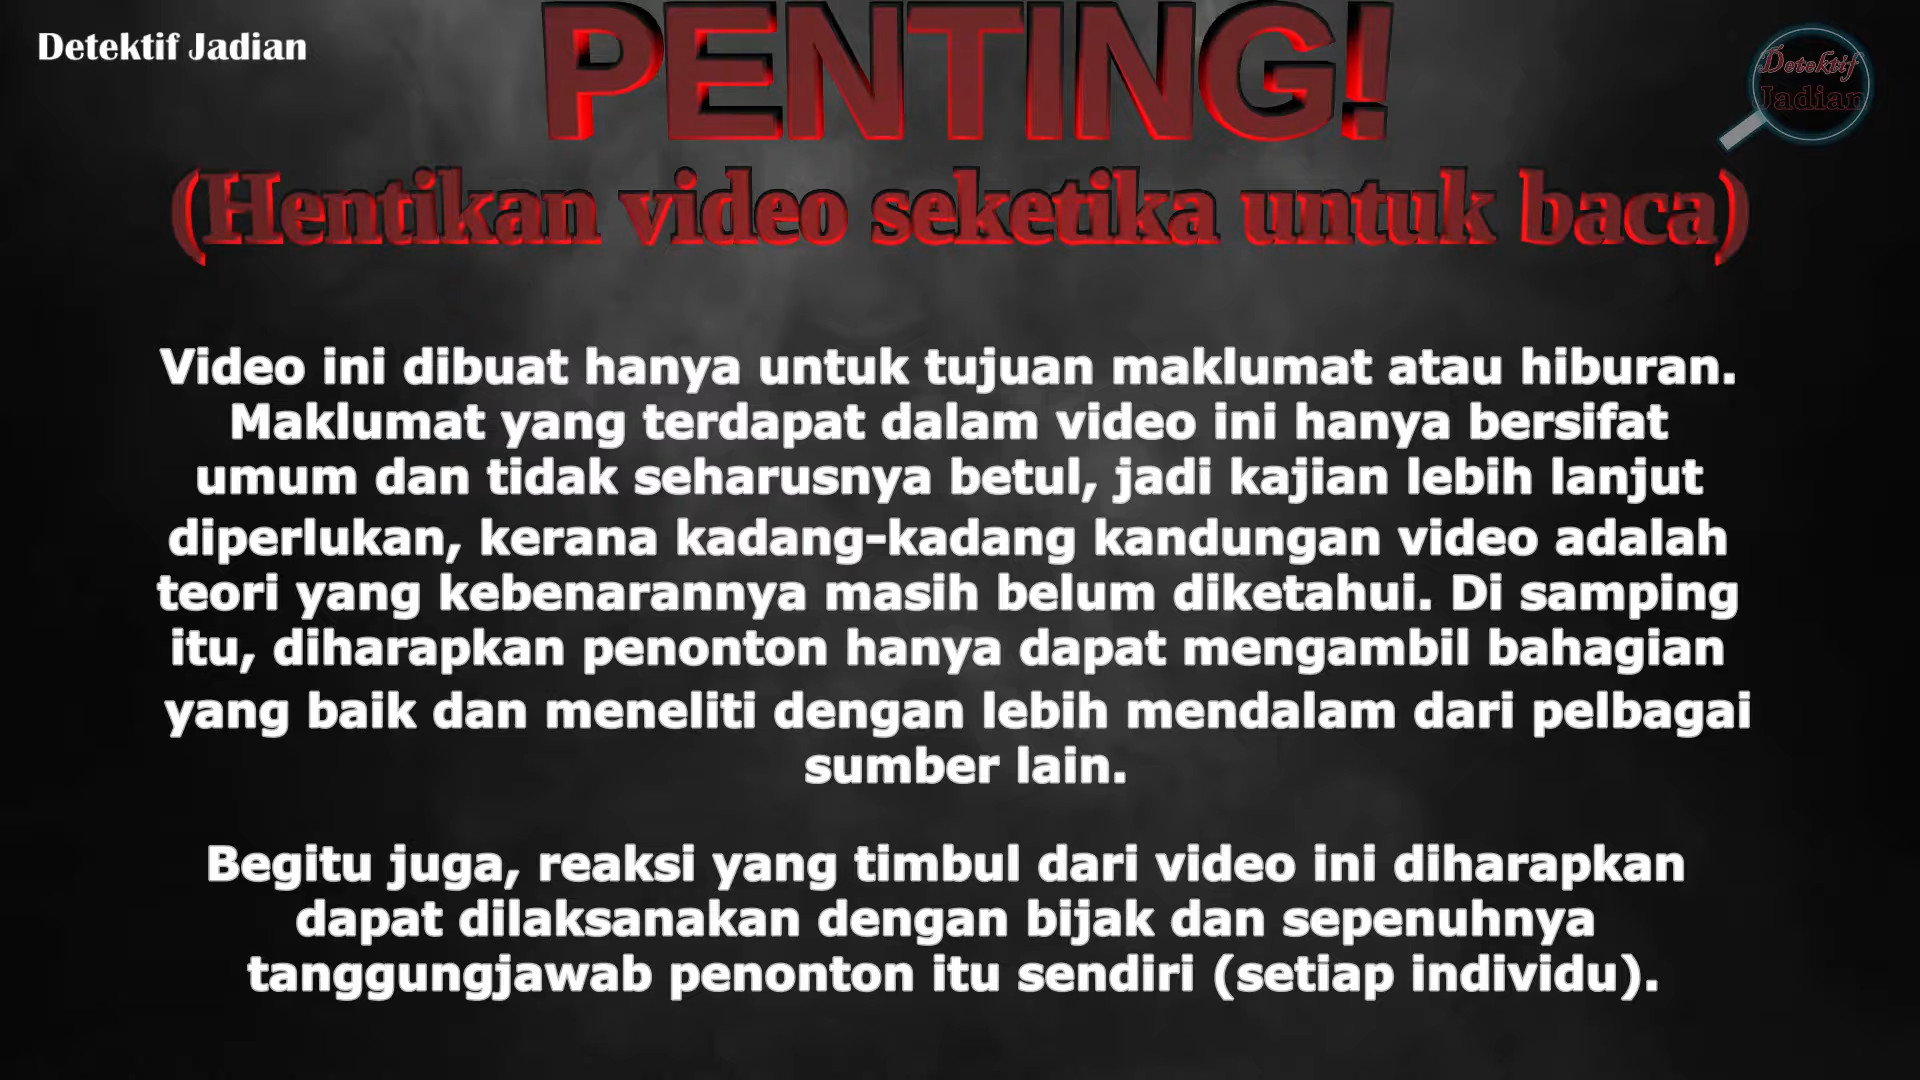 Detektif Jadian
PENTING!
Detektif
Jadian
(Hentikan video seketika untuk baca)
Video ini dibuat hanya untuk tujuan maklumat atau hiburan.
Maklumat yang terdapat dalam video ini hanya bersifat
umum dan tidak seharusnya betul, jadi kajian lebih lanjut
diperlukan, kerana kadang-kadang kandungan video adalah
teori yang kebenarannya masih belum diketahui. Di samping
itu, diharapkan penonton hanya dapat mengambil bahagian
yang baik dan meneliti dengan lebih mendalam dari pelbagai
sumber lain.
Begitu juga, reaksi yang timbul dari video ini diharapkan
dapat dilaksanakan dengan bijak dan sepenuhnya
tanggungjawab penonton itu sendiri (setiap individu).